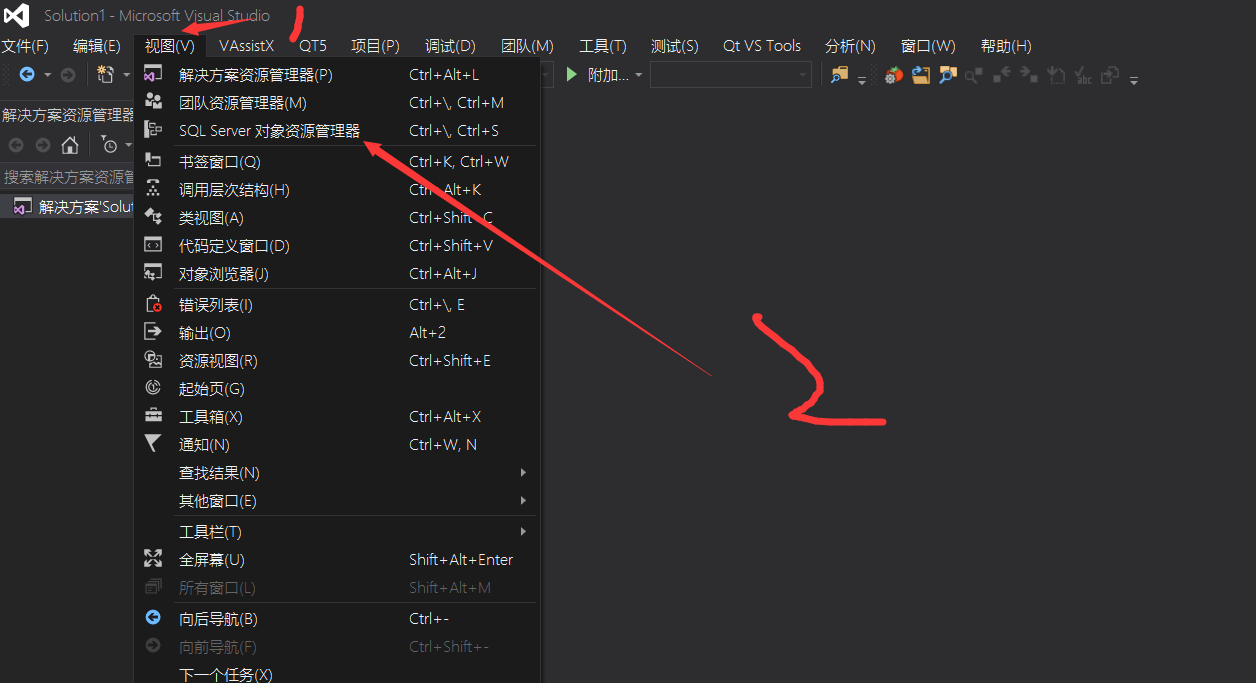 Solution1 - Microsoft Visual Studio
文件(F) 编辑(E) 视图(V) VAssistX QT5 项目(P) 调试(D) 团队(M) 工具(T) 测试(S) Qt VS Tools 分析(N) 窗口(W) 帮助(H)
附加...
解决方案资源管理器
搜索解决方案资源管
解决方案'Solut
解决方案资源管理器(P) Ctrl+Alt+L
团队资源管理器(M) Ctrl+\, Ctrl+M
SQL Server 对象资源管理器 Ctrl+\, Ctrl+S
书签窗口(Q) Ctrl+K, Ctrl+W
调用层次结构(H) Ctrl+Alt+K
类视图(A) Ctrl+Shift+C
代码定义窗口(D) Ctrl+Shift+V
对象浏览器(J) Ctrl+Alt+J
错误列表(I) Ctrl+\, E
输出(O) Alt+2
资源视图(R) Ctrl+Shift+E
起始页(G)
工具箱(X) Ctrl+Alt+X
通知(N) Ctrl+W, N
查找结果(N)
其他窗口(E)
工具栏(T)
全屏幕(U) Shift+Alt+Enter
所有窗口(L) Shift+Alt+M
向后导航(B) Ctrl+-
向前导航(F) Ctrl+Shift+-
下一个任务(X)
1
2